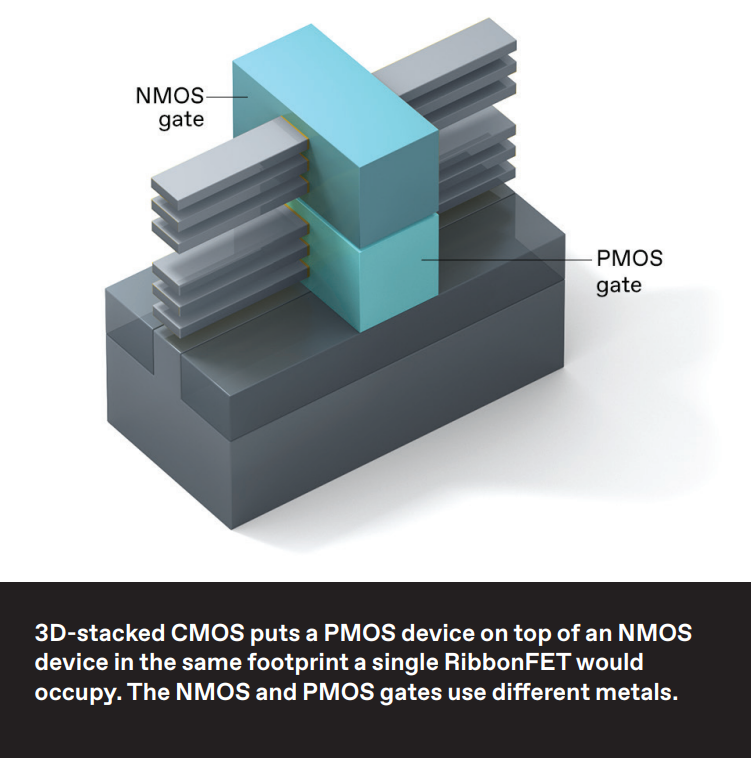 NMOS
gate
PMOS
gate
3D-stacked CMOS puts a PMOS device on top of an NMOS
device in the same footprint a single RibbonFET would
occupy. The NMOS and PMOS gates use different metals.